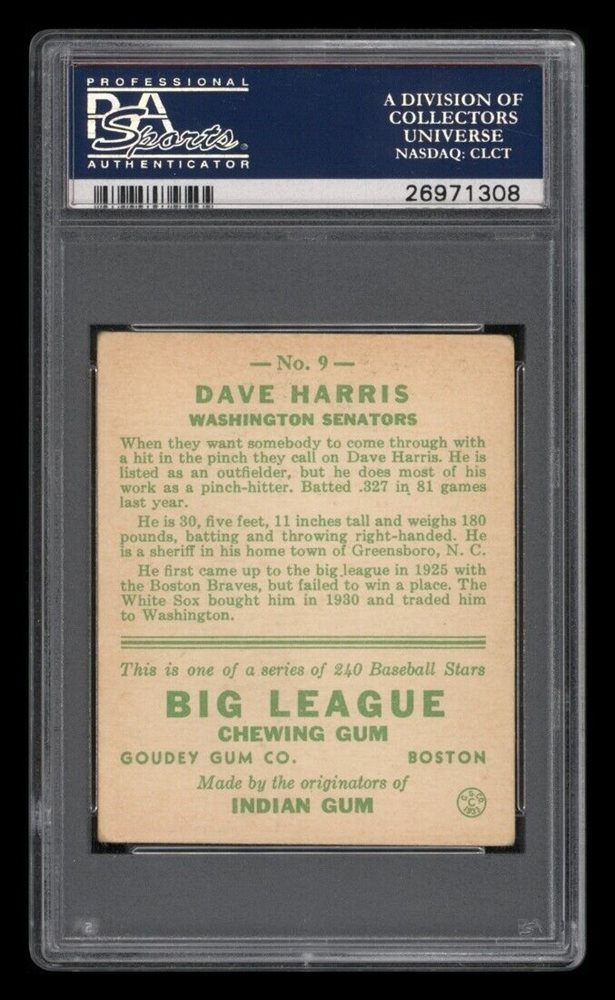 PROFESSIONAL
PSA
Sports
AUTHENTICATOR
A DIVISION OF
COLLECTORS
UNIVERSE
NASDAQ: CLCT
26971308
— No. 9 —
DAVE HARRIS
WASHINGTON SENATORS
When they want somebody to come through with
a hit in the pinch they call on Dave Harris. He is
listed as an outfielder, but he does most of his
work as a pinch-hitter. Batted .327 in 81 games
last year.
He is 30, five feet, 11 inches tall and weighs 180
pounds, batting and throwing right-handed. He
is a sheriff in his home town of Greensboro, N. C.
He first came up to the big league in 1925 with
the Boston Braves, but failed to win a place. The
White Sox bought him in 1930 and traded him
to Washington.
This is one of a series of 240 Baseball Stars
BIG LEAGUE
CHEWING GUM
GOUDEY GUM CO. BOSTON
Made by the originators of
INDIAN GUM
G. G. CO.
C
1933